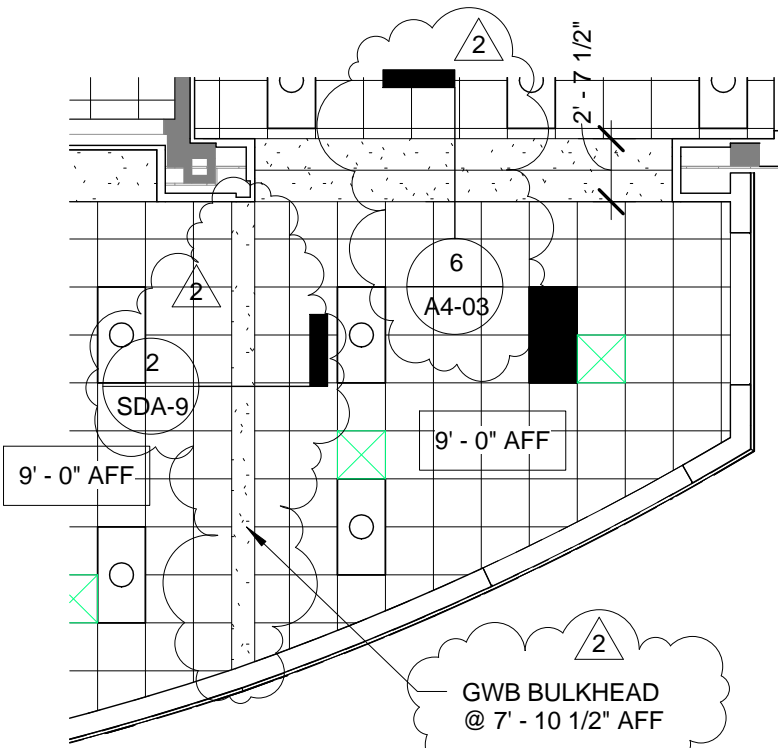 2
2' - 7 1/2"
6
A4-03
2
2
SDA-9
9' - 0" AFF
9' - 0" AFF
2
GWB BULKHEAD
@ 7' - 10 1/2" AFF